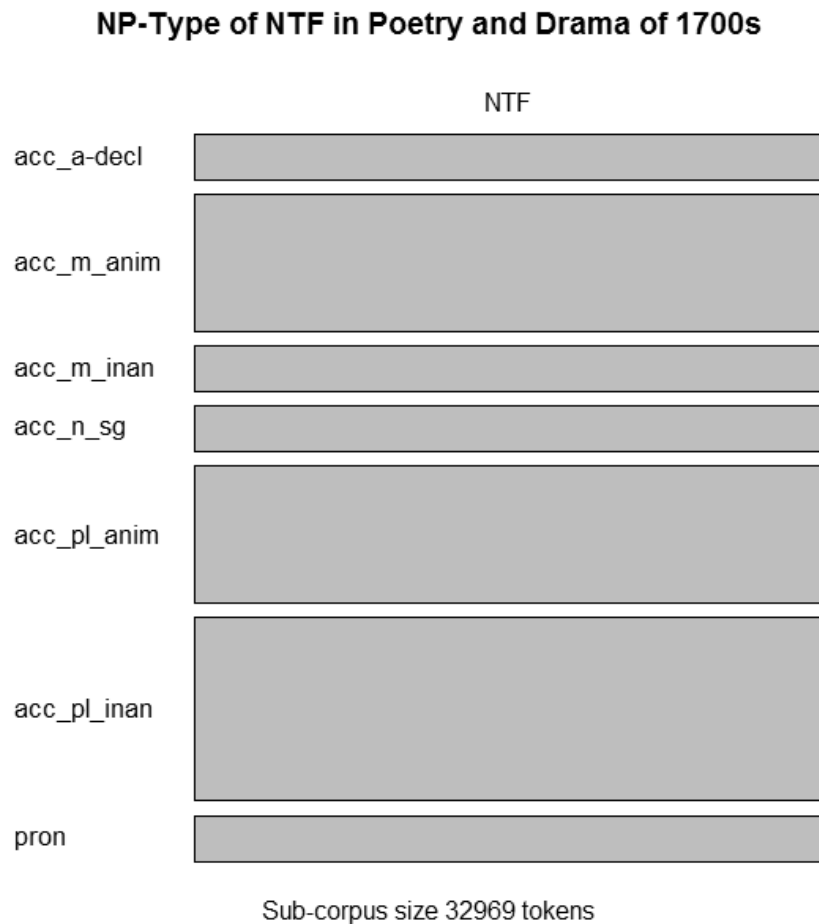 NP-Type of NTF in Poetry and Drama of 1700s
NTF
acc_a-decl
acc_m_anim
acc_m_inan
acc_n_sg
acc_pl_anim
acc_pl_inan
pron
Sub-corpus size 32969 tokens